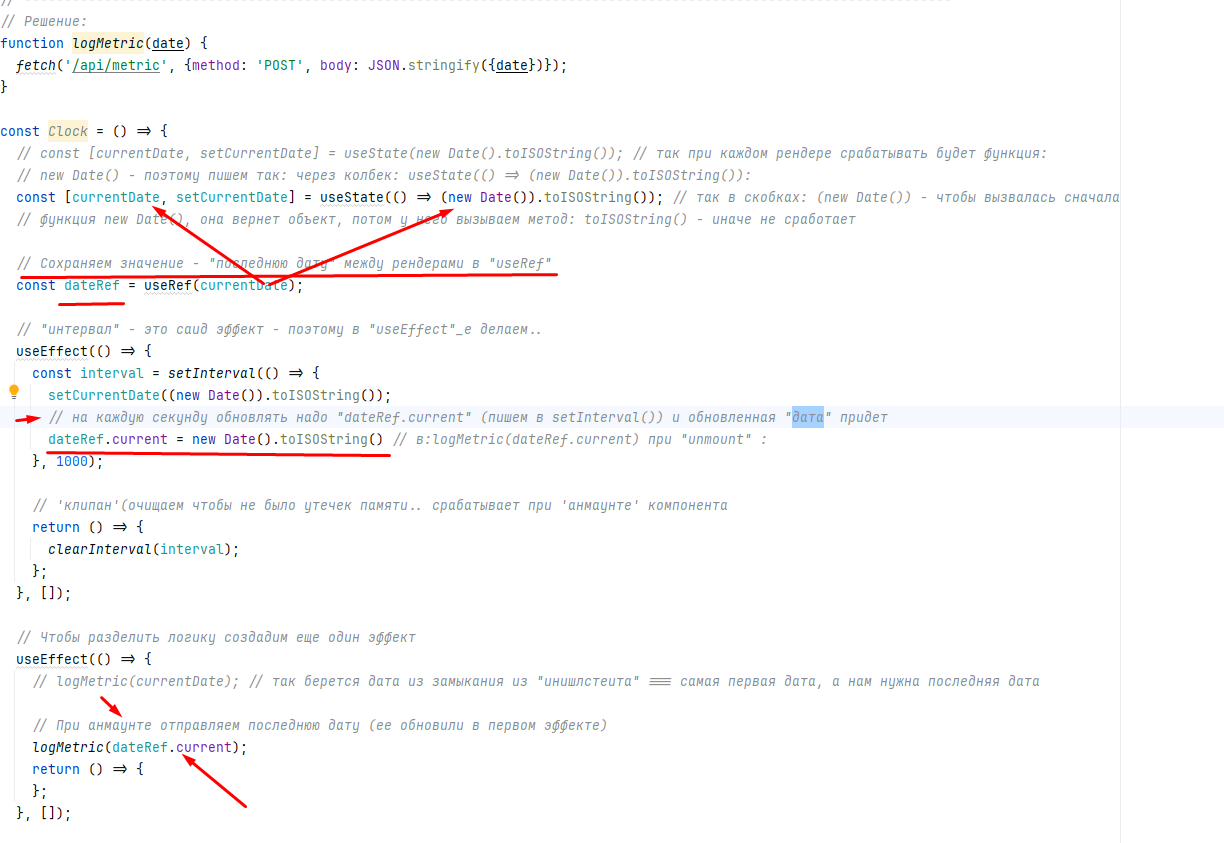 // Решение:
function logMetric(date) {
  fetch('/api/metric', {method: 'POST', body: JSON.stringify({date})});
}
const Clock = () => {
  // const [currentDate, setCurrentDate] = useState(new Date().toISOString()); // так при каждом рендере срабатывать будет функция:
  // new Date() - поэтому пишем так: через колбек: useState(() => (new Date()).toISOString()):
  const [currentDate, setCurrentDate] = useState(() => (new Date()).toISOString()); // так в скобках: (new Date()) - чтобы вызвалась сначала
  // функция new Date(), она вернет объект, потом у него вызываем метод: toISOString() - иначе не сработает
  // Сохраняем значение - "последнюю дату" между рендерами в "useRef"
  const dateRef = useRef(currentDate);
  // "интервал" - это саид эффект - поэтому в "useEffect"_е делаем..
  useEffect(() => {
    const interval = setInterval(() => {
      setCurrentDate((new Date()).toISOString());
      // на каждую секунду обновлять надо "dateRef.current" (пишем в setInterval()) и обновленная "дата" придет
      dateRef.current = new Date().toISOString() // в:logMetric(dateRef.current) при "unmount" :
    }, 1000);
    // 'клипан'(очищаем чтобы не было утечек памяти.. срабатывает при 'анмаунте' компонента
    return () => {
      clearInterval(interval);
    };
  }, []);
  // Чтобы разделить логику создадим еще один эффект
  useEffect(() => {
    // logMetric(currentDate); // так берется дата из замыкания из "инишлстеита" === самая первая дата, а нам нужна последняя дата
    // При анмаунте отправляем последнюю дату (ее обновили в первом эффекте)
    logMetric(dateRef.current);
    return () => {
    };
  }, []);